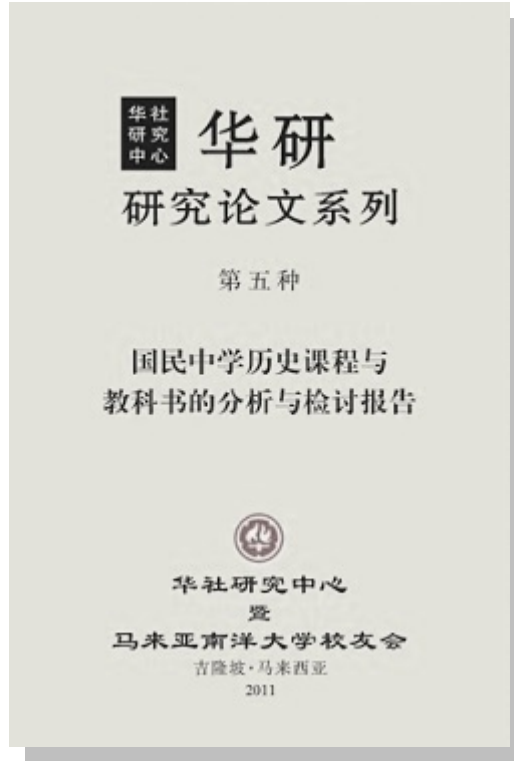 华社
研究
中心
华研
研究论文系列
第五种
国民中学历史课程与
教科书的分析与检讨报告
华社研究中心
暨
马来亚南洋大学校友会
吉隆坡·马来西亚
2011